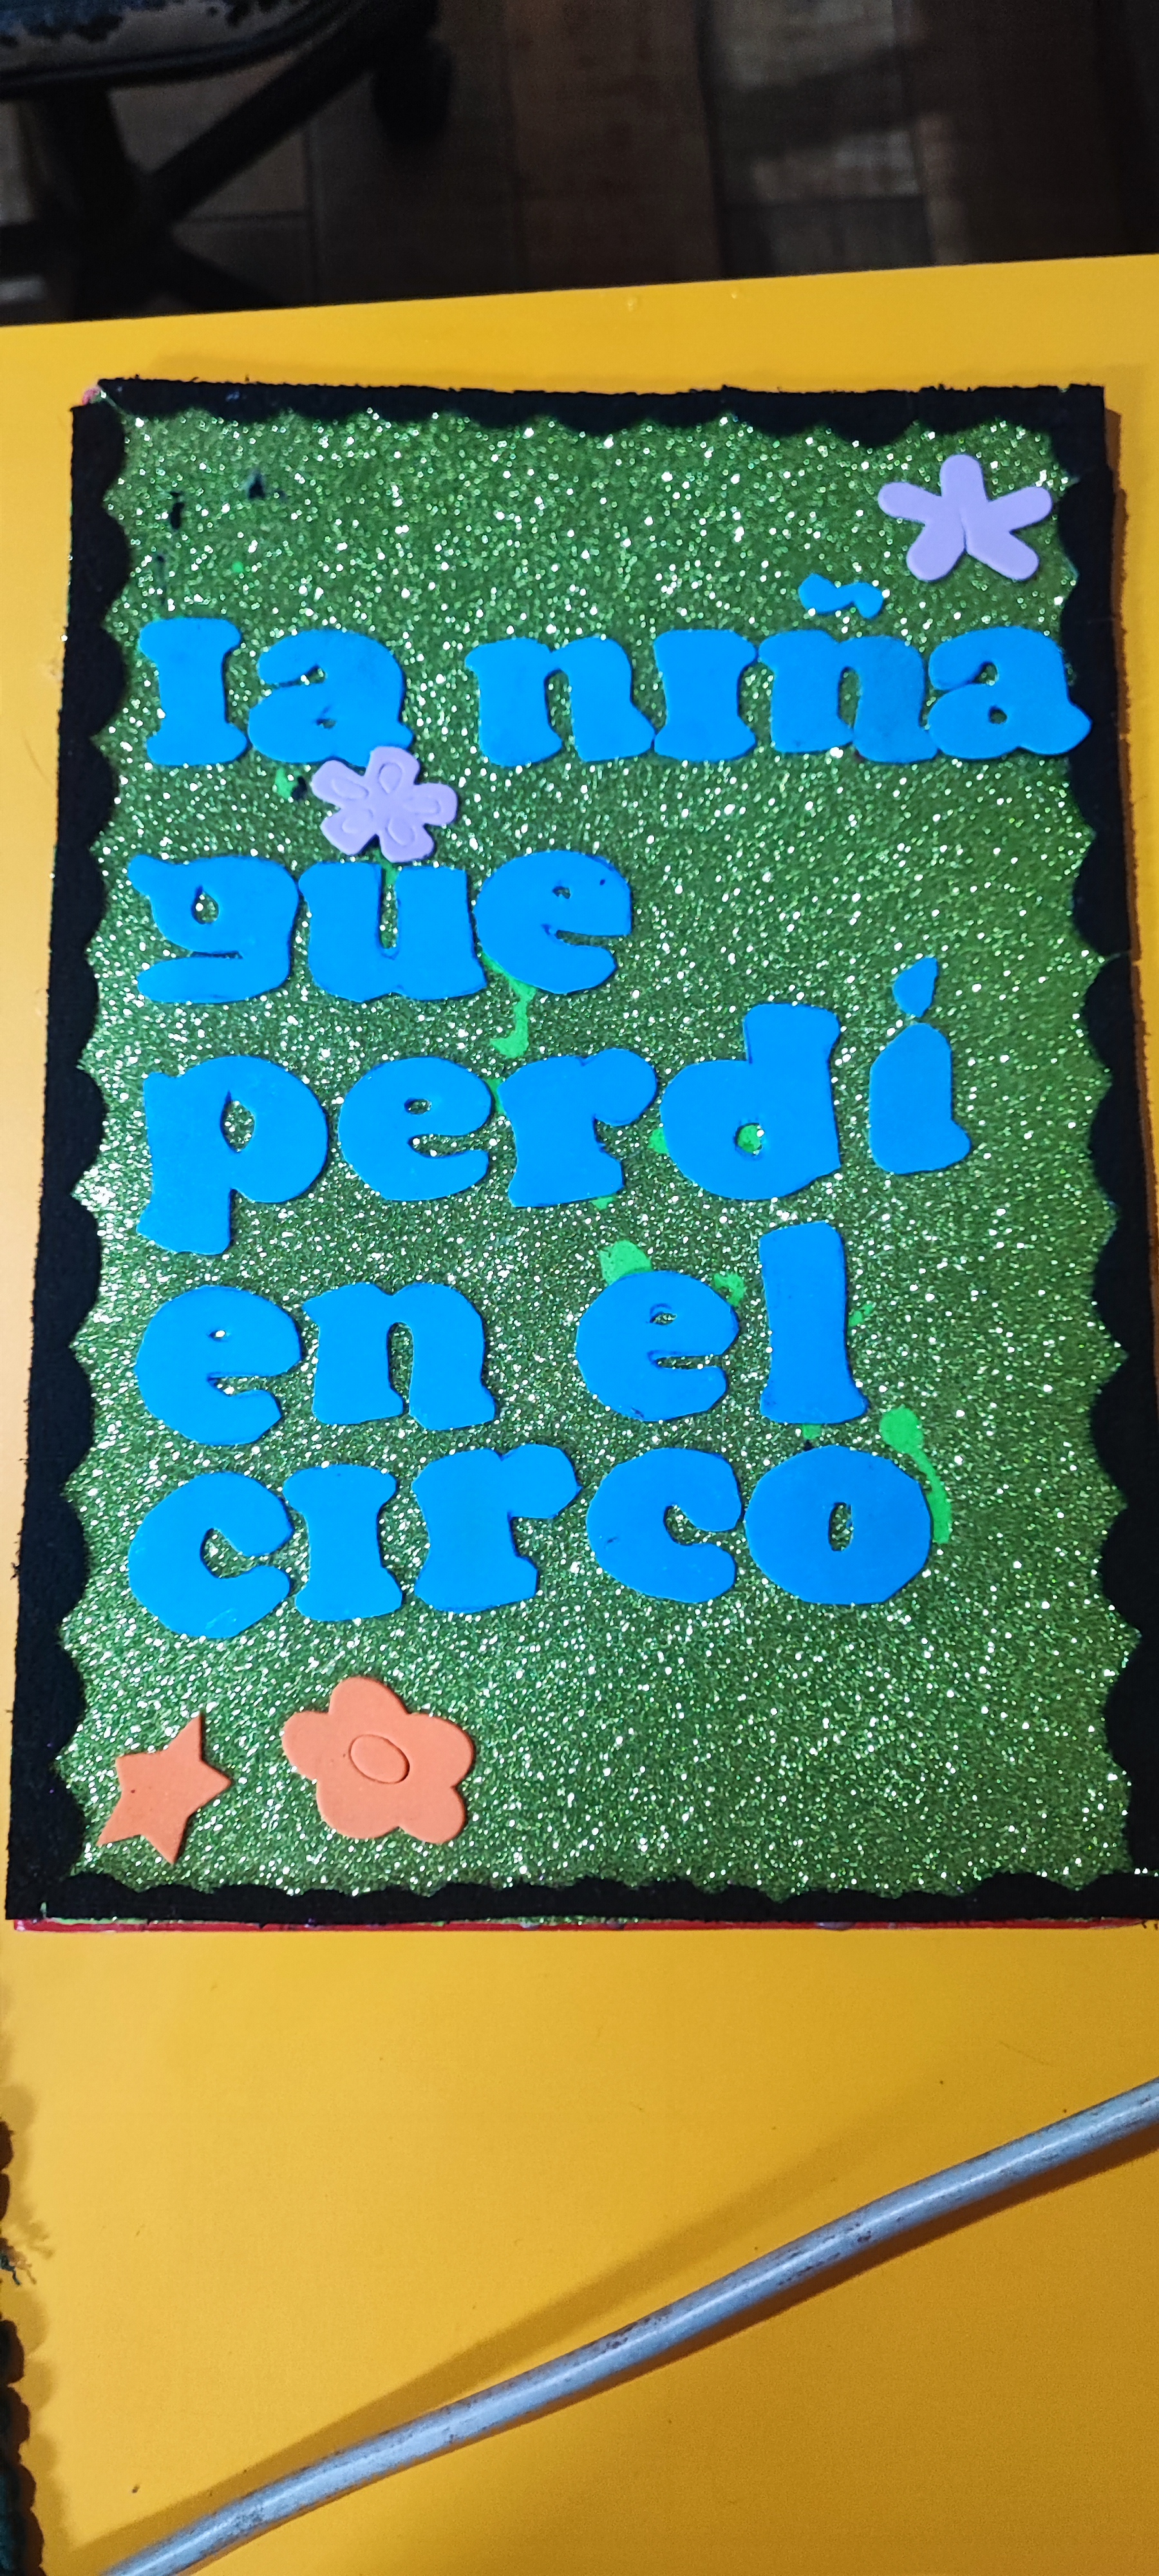 la niña
gue
perdí
en el
circo